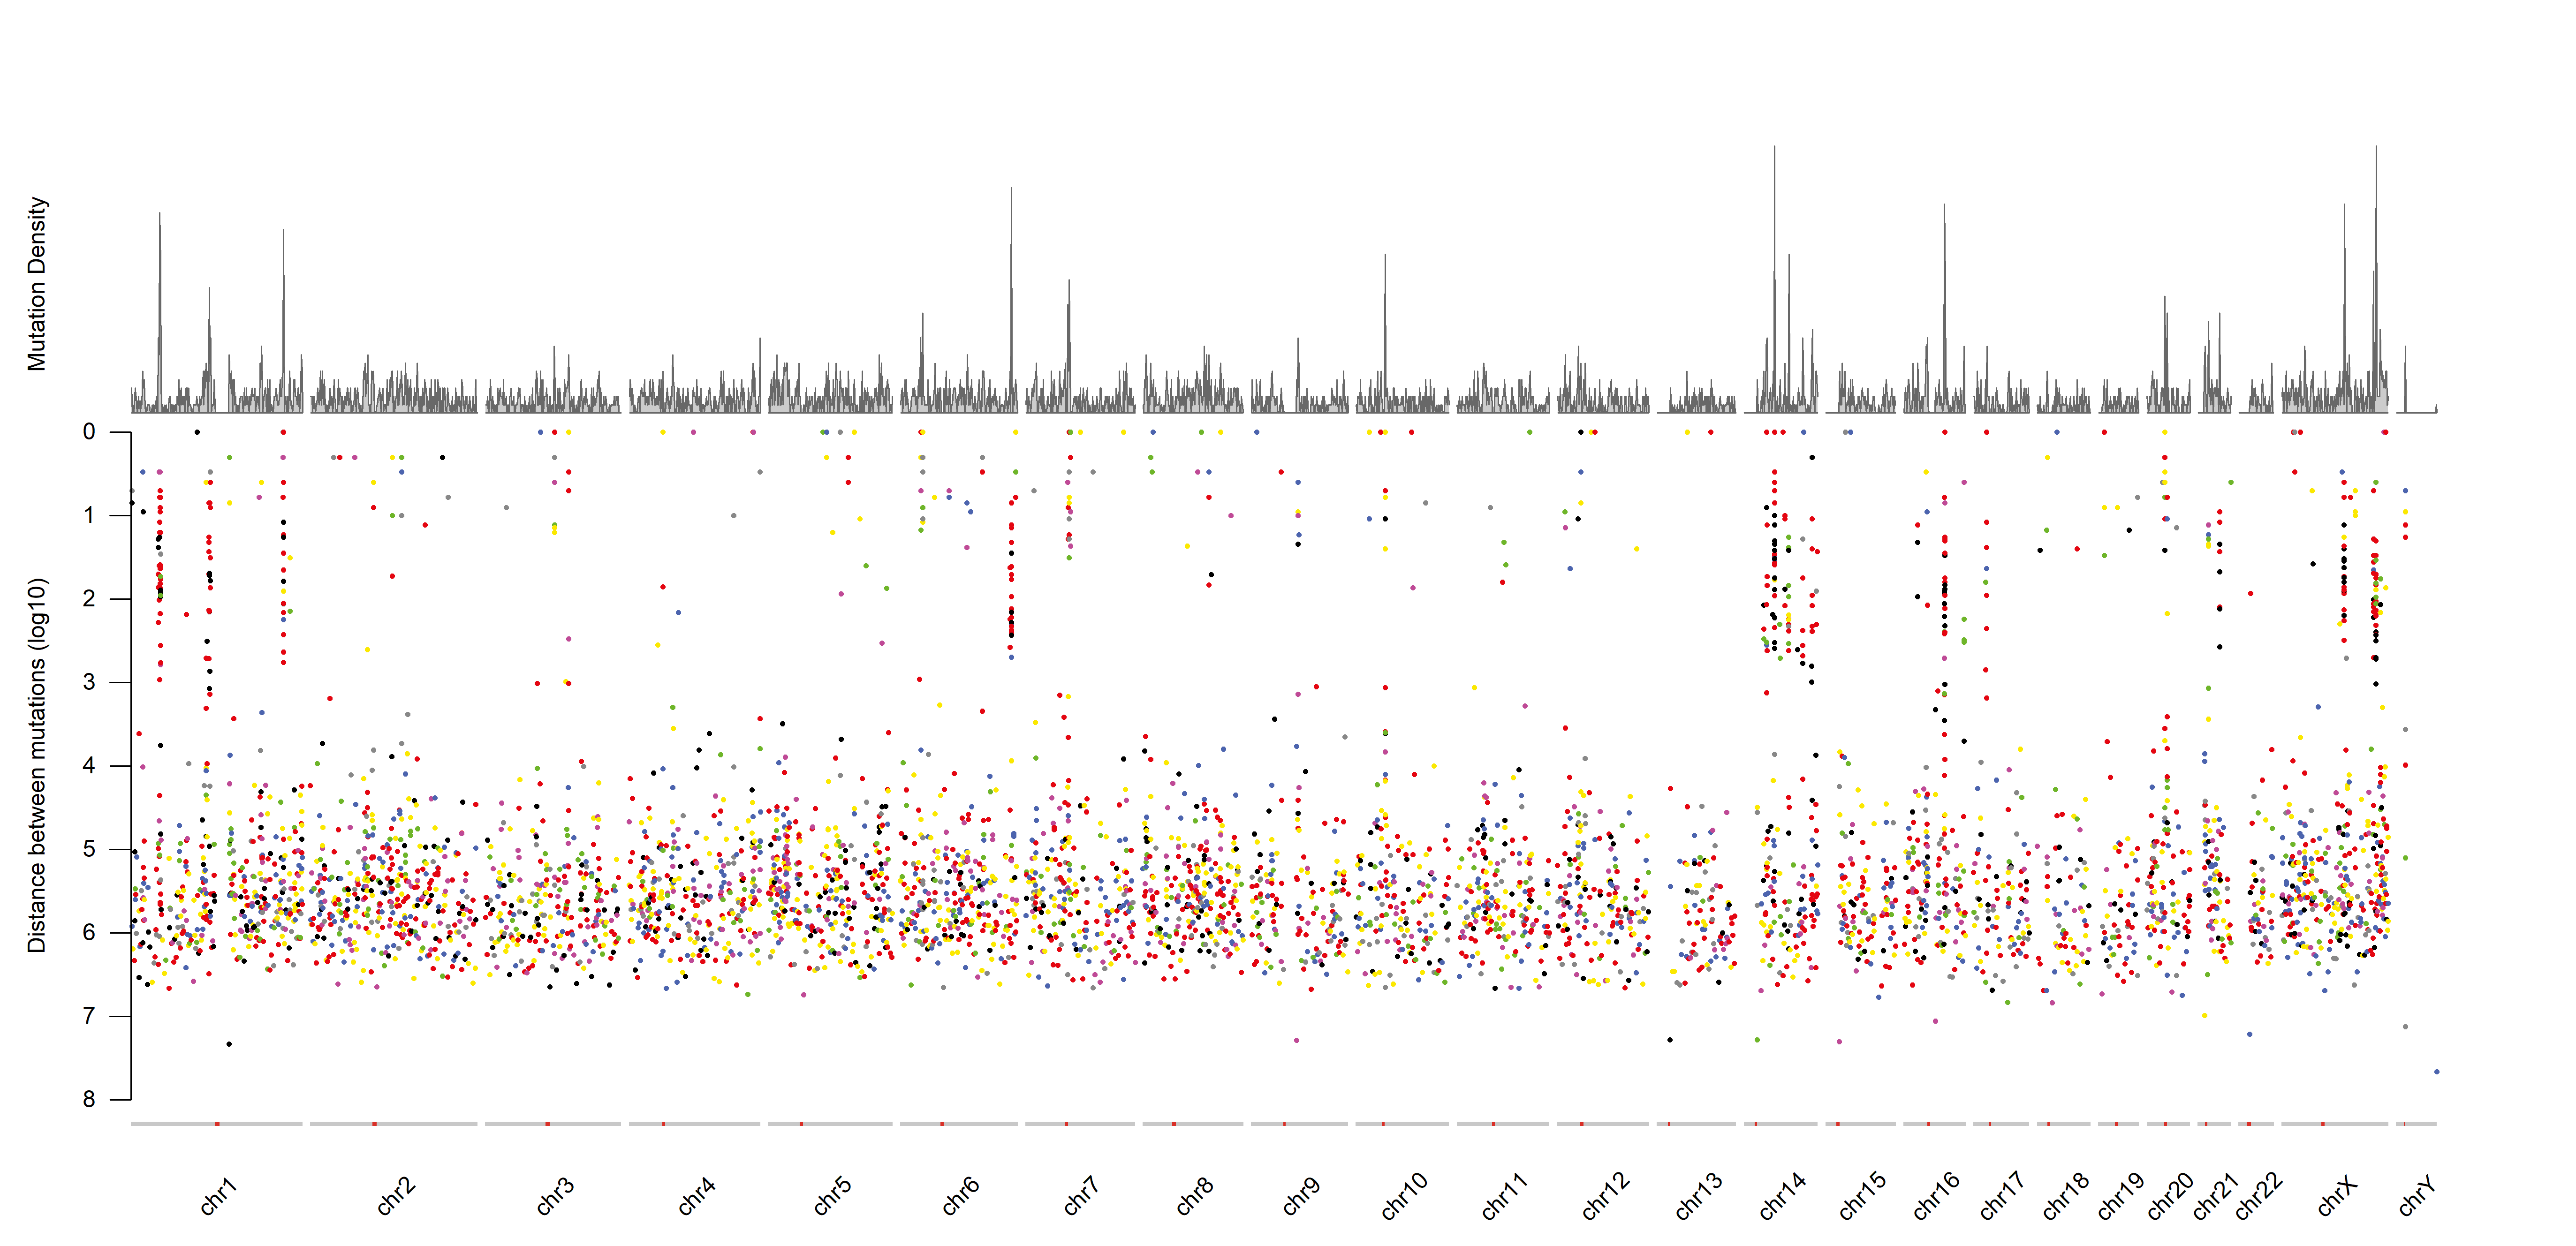 Mutation Density
Distance between mutations (log10)
0
1
2
3
4
5
6
7
8
chr1
chr2
chr3
chr4
chr5
chr6
chr7
chr8
chr9
chr10
chr11
chr12
chr13
chr14
chr15
chr16
chr17
chr18
chr19
chr20
chr21
chr22
chrX
chrY